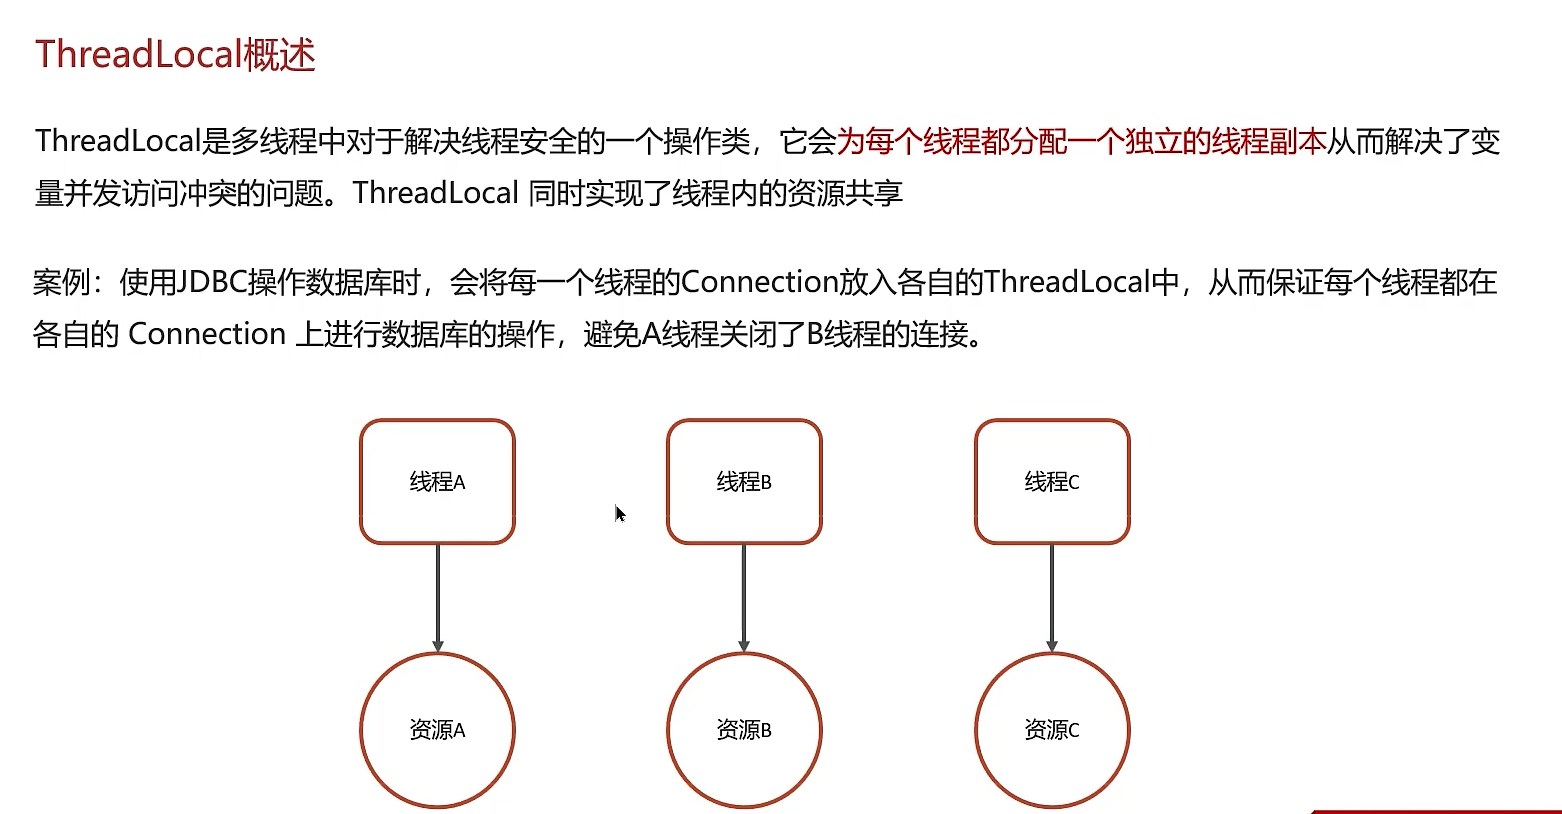 ThreadLocal概述
ThreadLocal是多线程中对于解决线程安全的一个操作类，它会为每个线程都分配一个独立的线程副本从而解决了变
量并发访问冲突的问题。ThreadLocal 同时实现了线程内的资源共享
案例：使用JDBC操作数据库时，会将每一个线程的Connection放入各自的ThreadLocal中，从而保证每个线程都在
各自的 Connection 上进行数据库的操作，避免A线程关闭了B线程的连接。
线程A
线程B
线程C
资源A
资源B
资源C